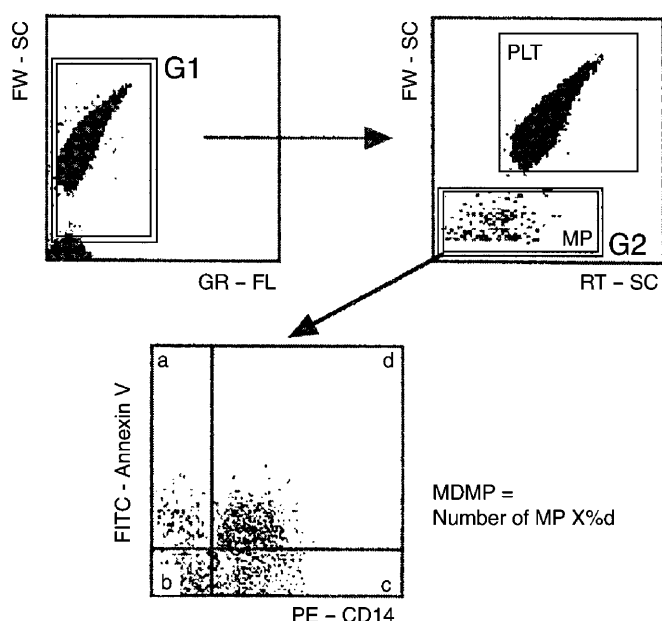 FW – SC
G1
GR – FL
FW – SC
PLT
MP
G2
RT – SC
FITC - Annexin V
a
d
b
c
PE – CD14
MDMP =
Number of MP X%d